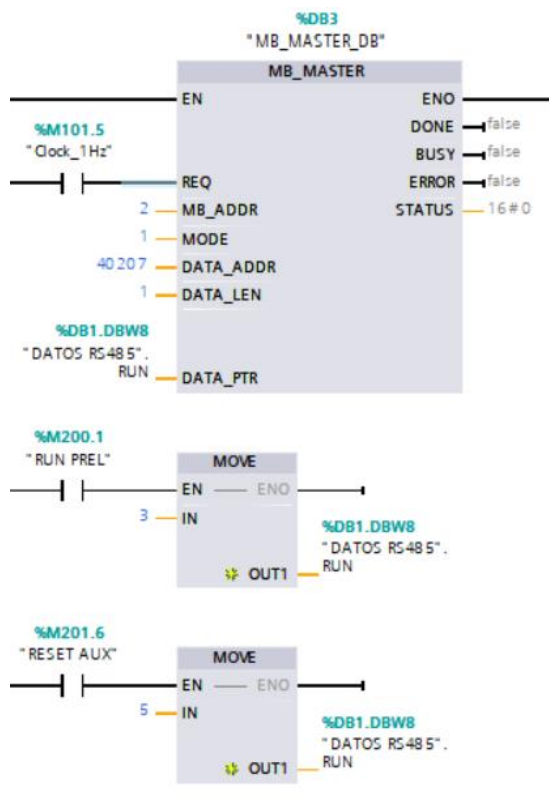 %DB3
"MB_MASTER_DB"
MB_MASTER
EN ENO
DONE false
%M101.5
"Clock_1Hz"
BUSY false
REQ ERROR false
2 MB_ADDR STATUS 16#0
1 MODE
40207 DATA_ADDR
1 DATA_LEN
%DB1.DBW8
"DATOS RS485".
RUN DATA_PTR
%M200.1
"RUN PREL"
MOVE
EN ENO
3 IN
%DB1.DBW8
"DATOS RS485".
OUT1 RUN
%M201.6
"RESET AUX"
MOVE
EN ENO
5 IN
%DB1.DBW8
"DATOS RS485".
OUT1 RUN